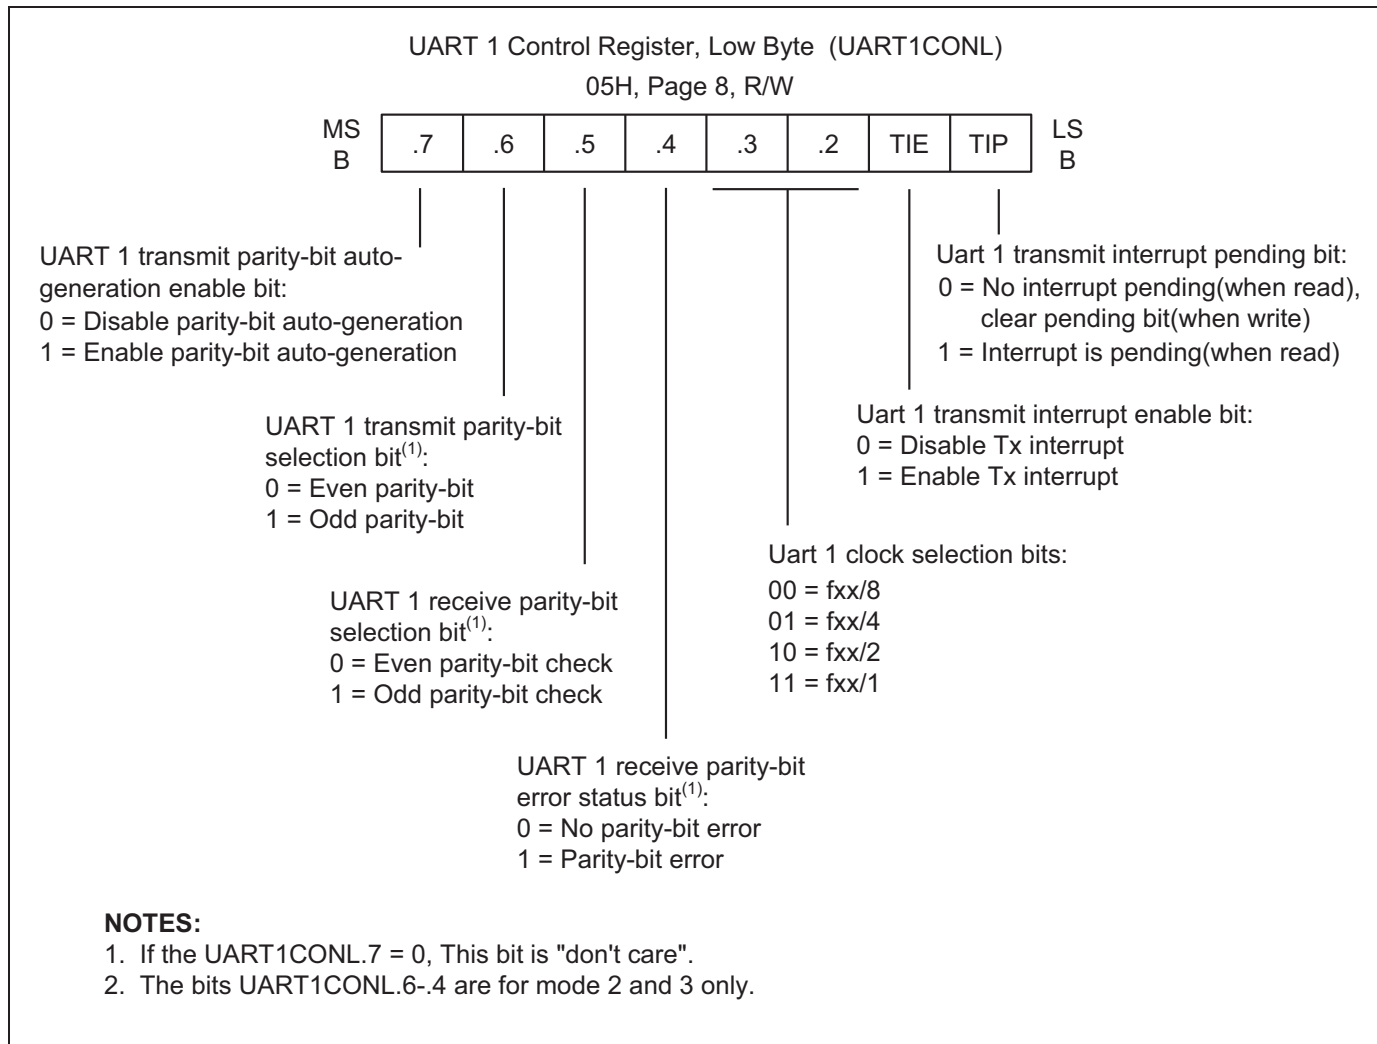 UART 1 Control Register, Low Byte (UART1CONL)
05H, Page 8, R/W
MS
B
.7 .6 .5 .4 .3 .2 TIE TIP
LS
B
UART 1 transmit parity-bit auto-
generation enable bit:
0 = Disable parity-bit auto-generation
1 = Enable parity-bit auto-generation
Uart 1 transmit interrupt pending bit:
0 = No interrupt pending(when read),
clear pending bit(when write)
1 = Interrupt is pending(when read)
UART 1 transmit parity-bit
selection bit(1):
0 = Even parity-bit
1 = Odd parity-bit
Uart 1 transmit interrupt enable bit:
0 = Disable Tx interrupt
1 = Enable Tx interrupt
UART 1 receive parity-bit
selection bit(1):
0 = Even parity-bit check
1 = Odd parity-bit check
Uart 1 clock selection bits:
00 = fxx/8
01 = fxx/4
10 = fxx/2
11 = fxx/1
UART 1 receive parity-bit
error status bit(1):
0 = No parity-bit error
1 = Parity-bit error
NOTES:
1. If the UART1CONL.7 = 0, This bit is "don't care".
2. The bits UART1CONL.6-.4 are for mode 2 and 3 only.